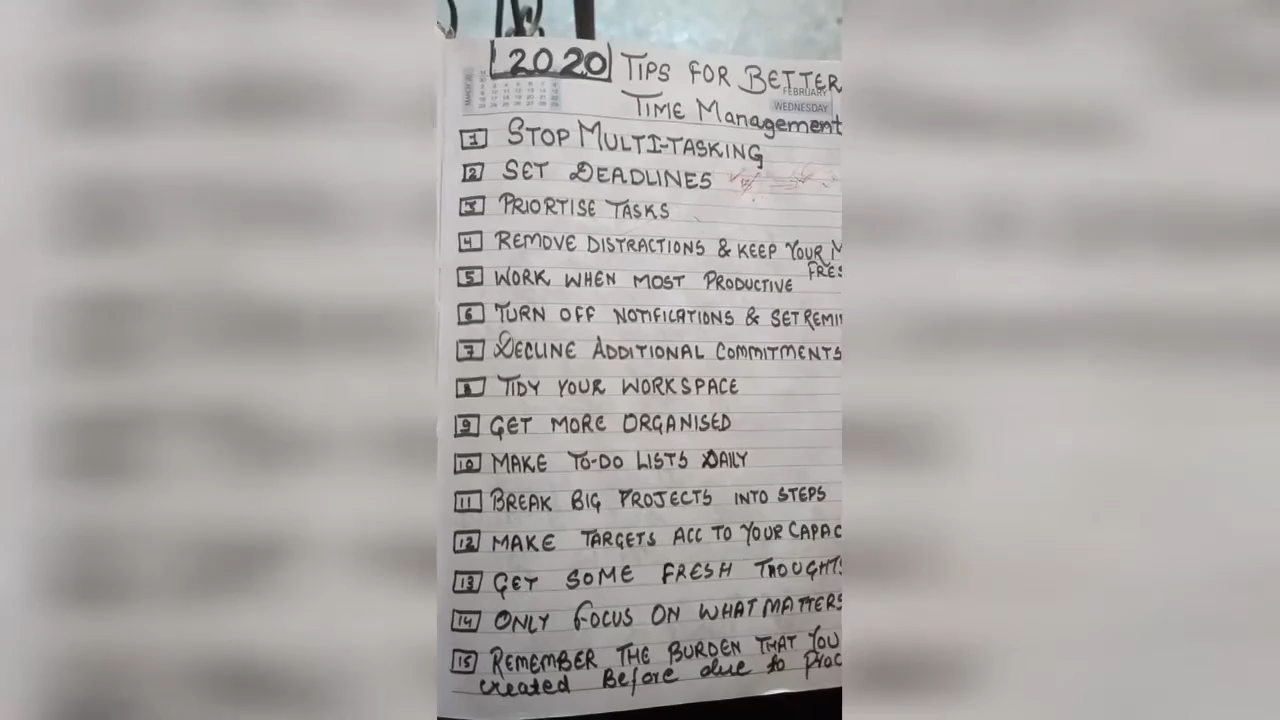 2020 TIPS FOR BETTER
FEBRUARY
TIME Management
WEDNESDAY
1 STOP MULTI-TASKING
2 SET DEADLINES
3 PRIORTISE TASKS
4 REMOVE DISTRACTIONS & KEEP YOUR M
FRES
5 WORK WHEN MOST PRODUCTIVE
6 TURN OFF NOTIFICATIONS & SET REMI
7 DECLINE ADDITIONAL COMMITMENTS
8 TIDY YOUR WORKSPACE
9 GET MORE ORGANISED
10 MAKE TO-DO LISTS DAILY
11 BREAK BIG PROJECTS INTO STEPS
12 MAKE TARGETS ACC TO YOUR CAPAC
13 GET SOME FRESH THOUGHTS
14 ONLY FOCUS ON WHAT MATTERS
15 REMEMBER THE BURDEN THAT YOU
created Before due to proc